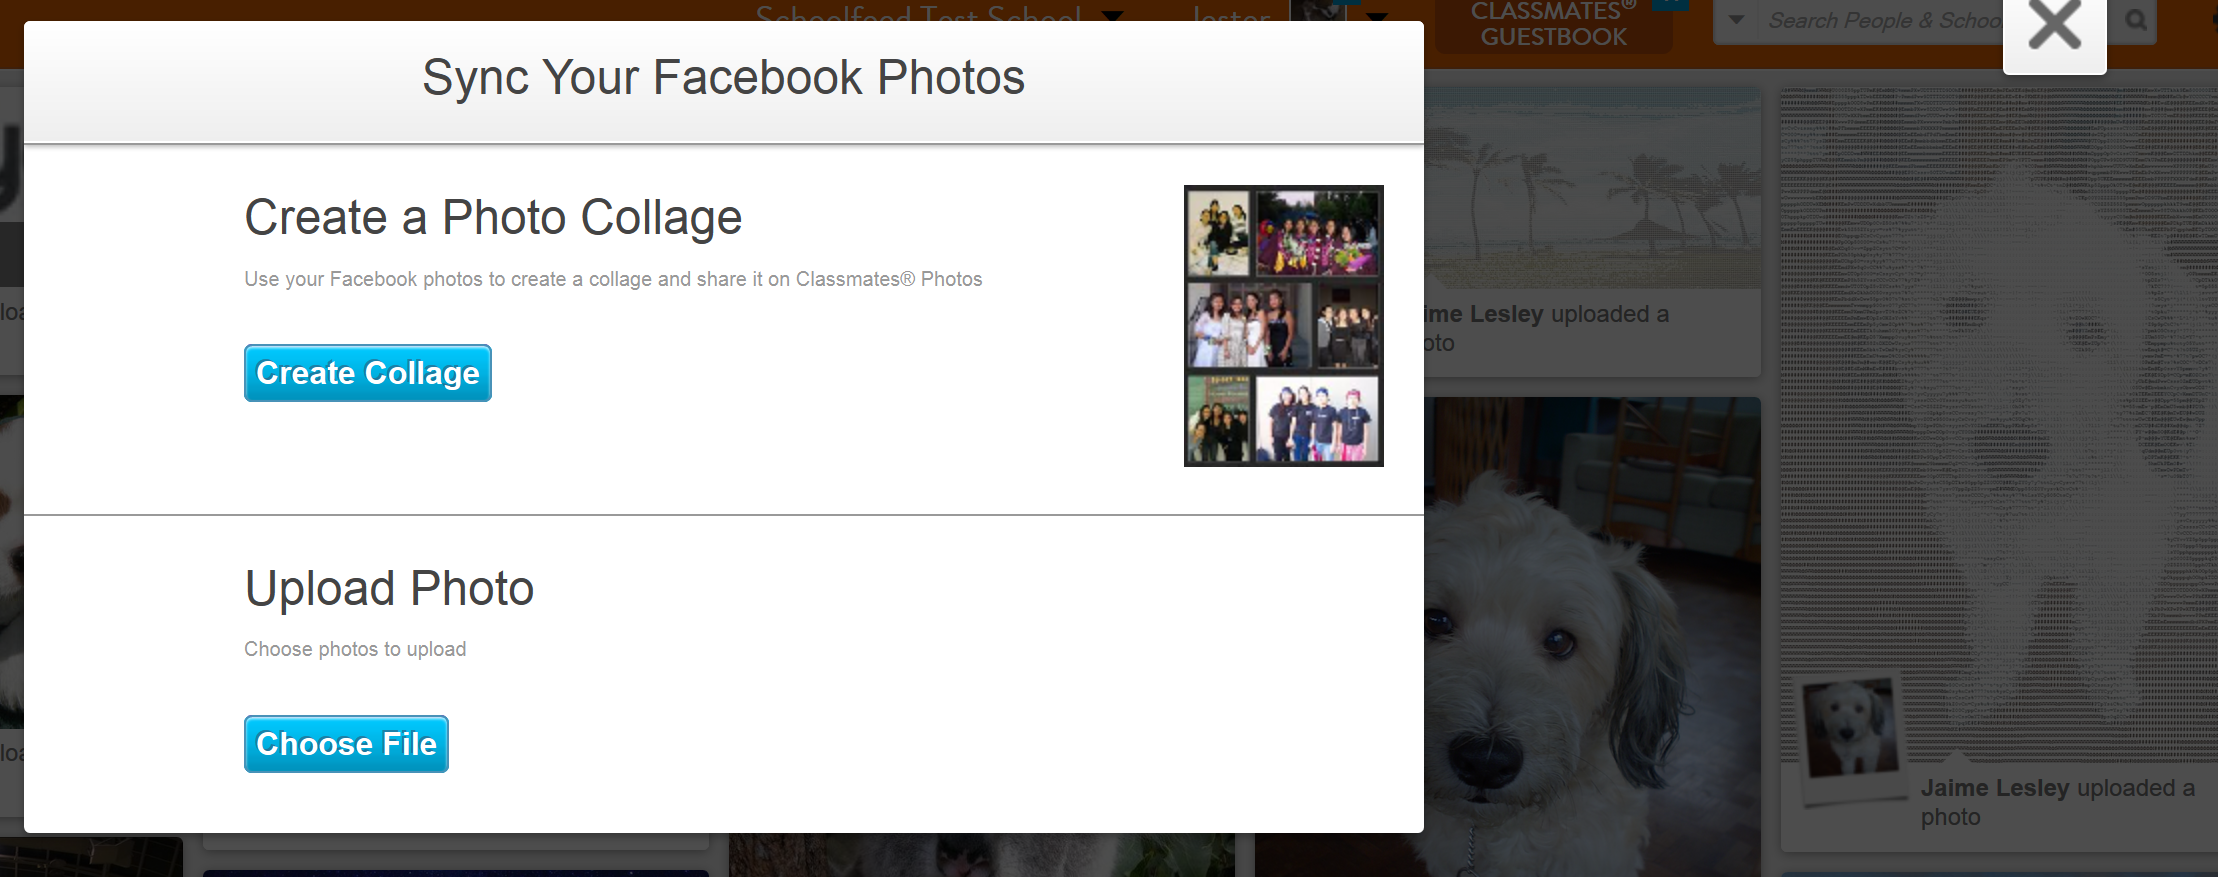 Schoolfeed Test School
Jester
CLASSMATES®
GUESTBOOK
Search People & Schoo
Sync Your Facebook Photos
Create a Photo Collage
Use your Facebook photos to create a collage and share it on Classmates® Photos
Create Collage
Upload Photo
Choose photos to upload
Choose File
ime Lesley uploaded a
oto
Jaime Lesley uploaded a
photo